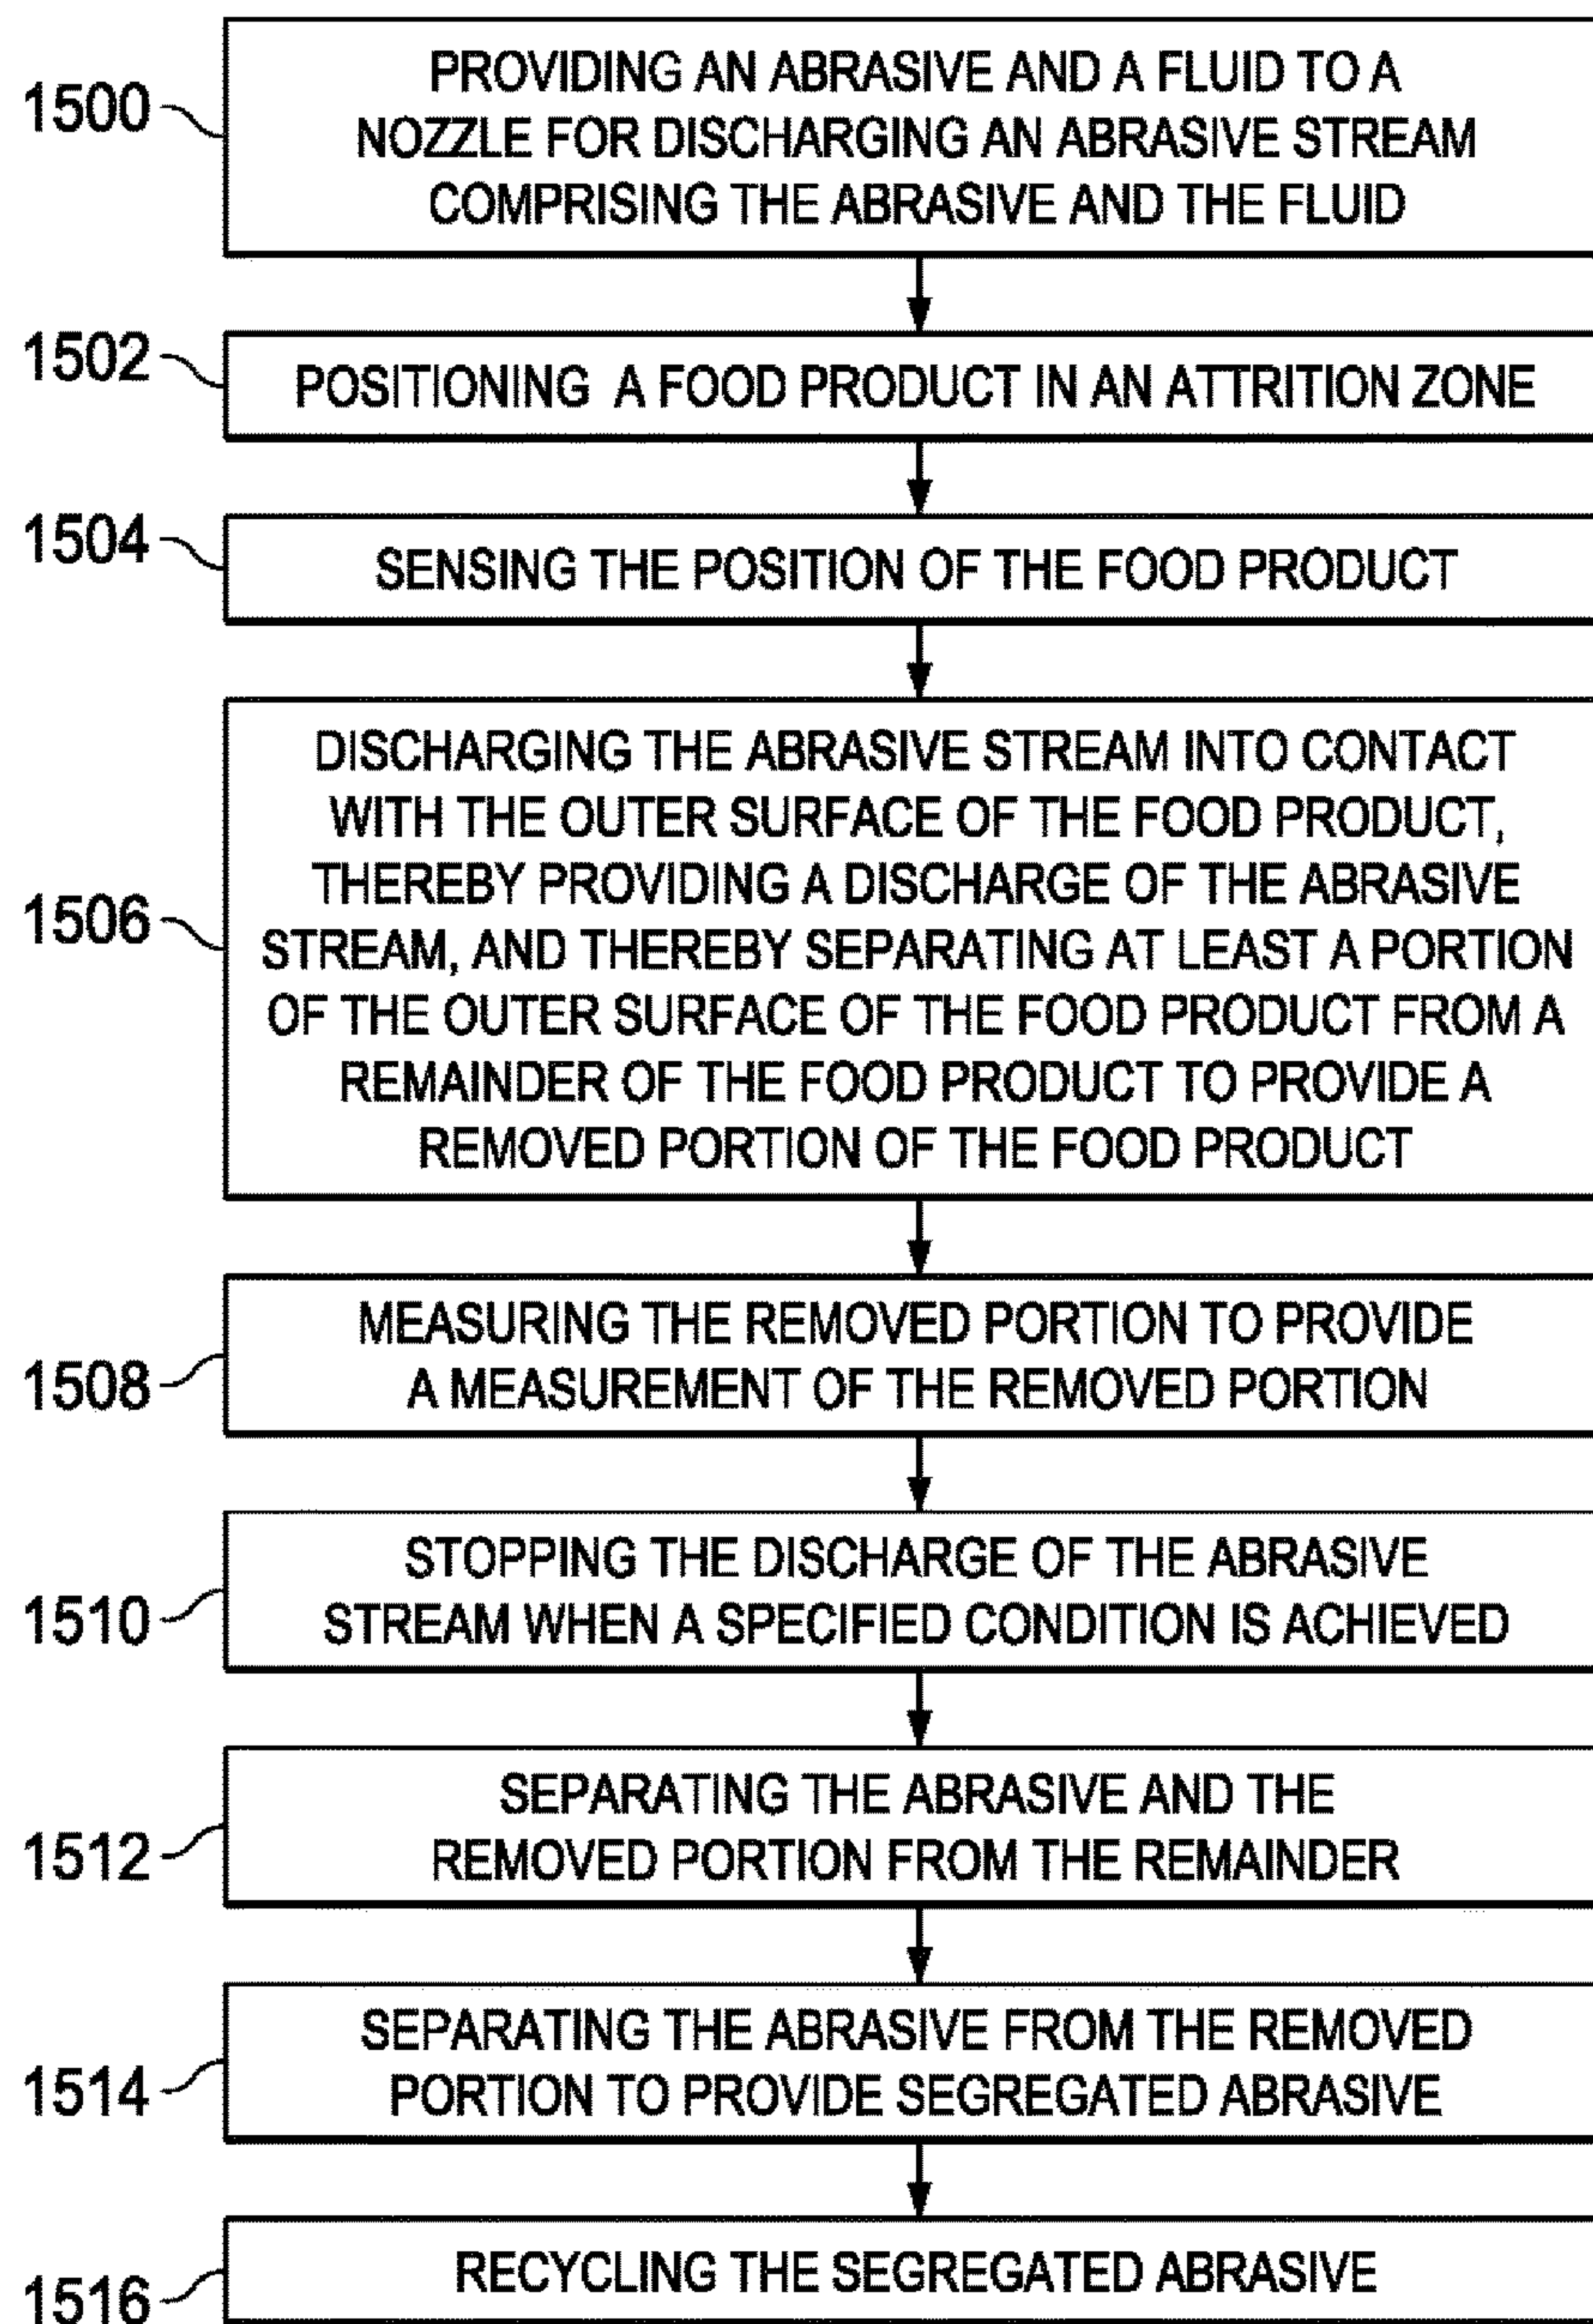 1500
PROVIDING AN ABRASIVE AND A FLUID TO A
NOZZLE FOR DISCHARGING AN ABRASIVE STREAM
COMPRISING THE ABRASIVE AND THE FLUID
1502
POSITIONING A FOOD PRODUCT IN AN ATTRITION ZONE
1504
SENSING THE POSITION OF THE FOOD PRODUCT
1506
DISCHARGING THE ABRASIVE STREAM INTO CONTACT
WITH THE OUTER SURFACE OF THE FOOD PRODUCT,
THEREBY PROVIDING A DISCHARGE OF THE ABRASIVE
STREAM, AND THEREBY SEPARATING AT LEAST A PORTION
OF THE OUTER SURFACE OF THE FOOD PRODUCT FROM A
REMAINDER OF THE FOOD PRODUCT TO PROVIDE A
REMOVED PORTION OF THE FOOD PRODUCT
1508
MEASURING THE REMOVED PORTION TO PROVIDE
A MEASUREMENT OF THE REMOVED PORTION
1510
STOPPING THE DISCHARGE OF THE ABRASIVE
STREAM WHEN A SPECIFIED CONDITION IS ACHIEVED
1512
SEPARATING THE ABRASIVE AND THE
REMOVED PORTION FROM THE REMAINDER
1514
SEPARATING THE ABRASIVE FROM THE REMOVED
PORTION TO PROVIDE SEGREGATED ABRASIVE
1516
RECYCLING THE SEGREGATED ABRASIVE